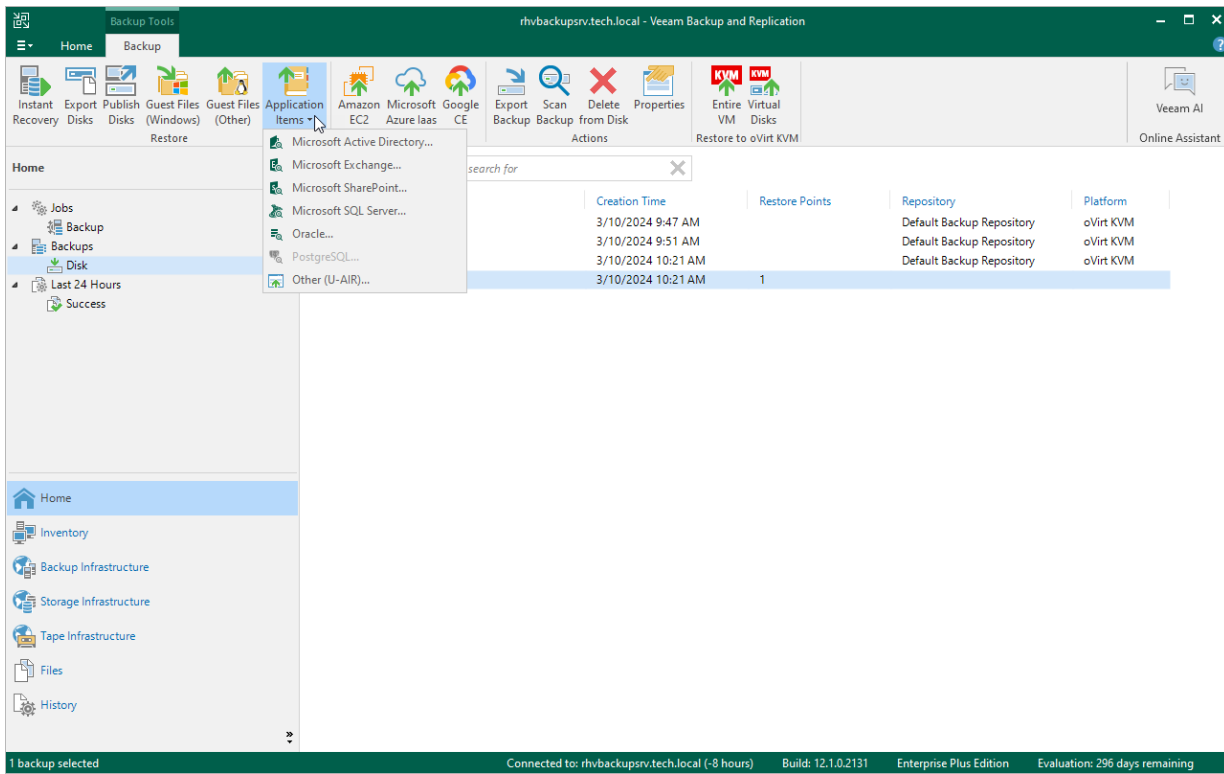 Backup Tools
rhvbackupsrv.tech.local - Veeam Backup and Replication
Home
Backup
Instant Recovery
Export Disks
Publish Disks
Guest Files (Windows)
Guest Files (Other)
Application Items
Restore
Amazon EC2
Microsoft Azure Iaas
Google CE
Export Backup
Scan Backup
Delete from Disk
Properties
Actions
KVM
Entire VM
KVM
Virtual Disks
Restore to oVirt KVM
Veeam AI
Online Assistant
Microsoft Active Directory...
Microsoft Exchange...
Microsoft SharePoint...
Microsoft SQL Server...
Oracle...
PostgreSQL...
Other (U-AIR)...
Home
Jobs
Backup
Backups
Disk
Last 24 Hours
Success
search for
Creation Time Restore Points Repository Platform
3/10/2024 9:47 AM Default Backup Repository oVirt KVM
3/10/2024 9:51 AM Default Backup Repository oVirt KVM
3/10/2024 10:21 AM Default Backup Repository oVirt KVM
3/10/2024 10:21 AM 1
Home
Inventory
Backup Infrastructure
Storage Infrastructure
Tape Infrastructure
Files
History
1 backup selected
Connected to: rhvbackupsrv.tech.local (-8 hours)
Build: 12.1.0.2131
Enterprise Plus Edition
Evaluation: 296 days remaining